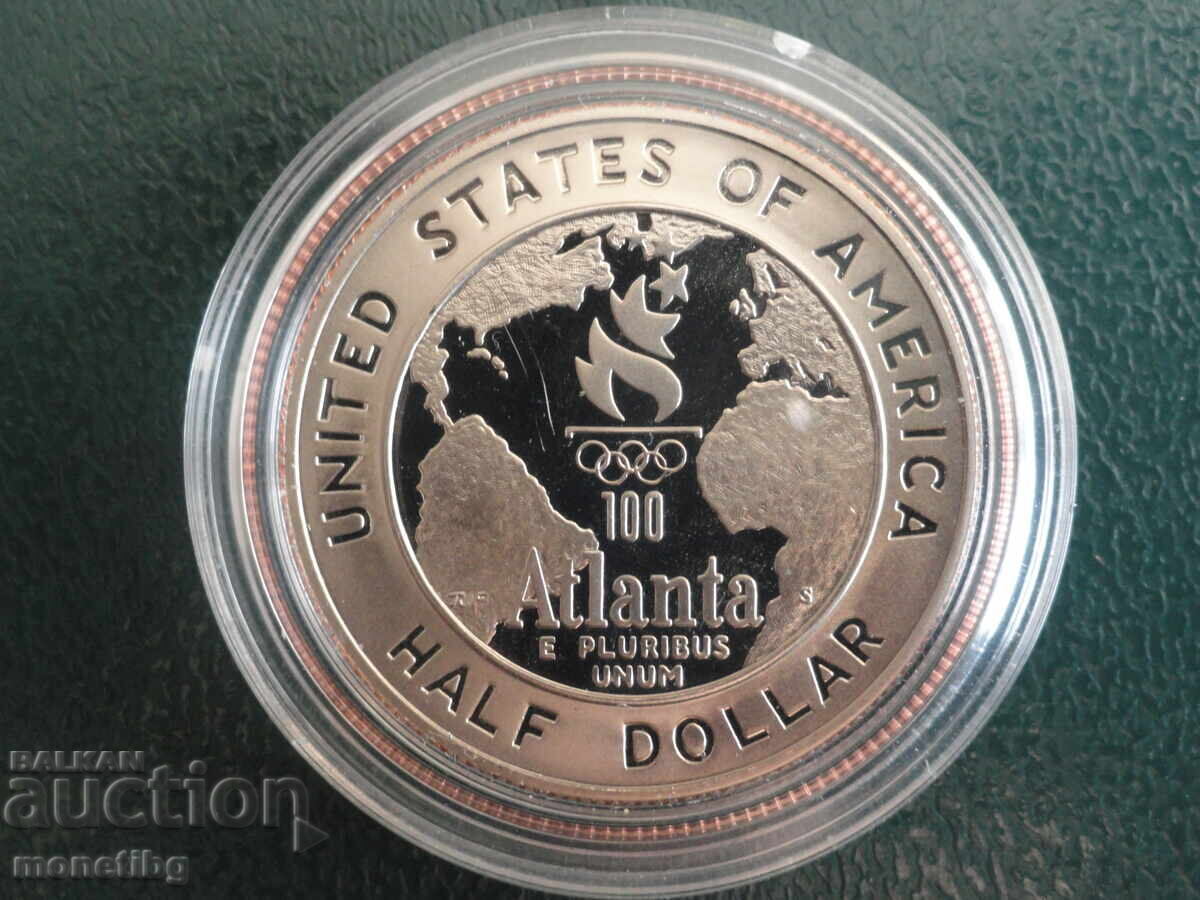 UNITED STATES OF AMERICA
100
Atlanta
E PLURIBUS
UNUM
S
HALF DOLLAR
BALKAN
auction
monetibg